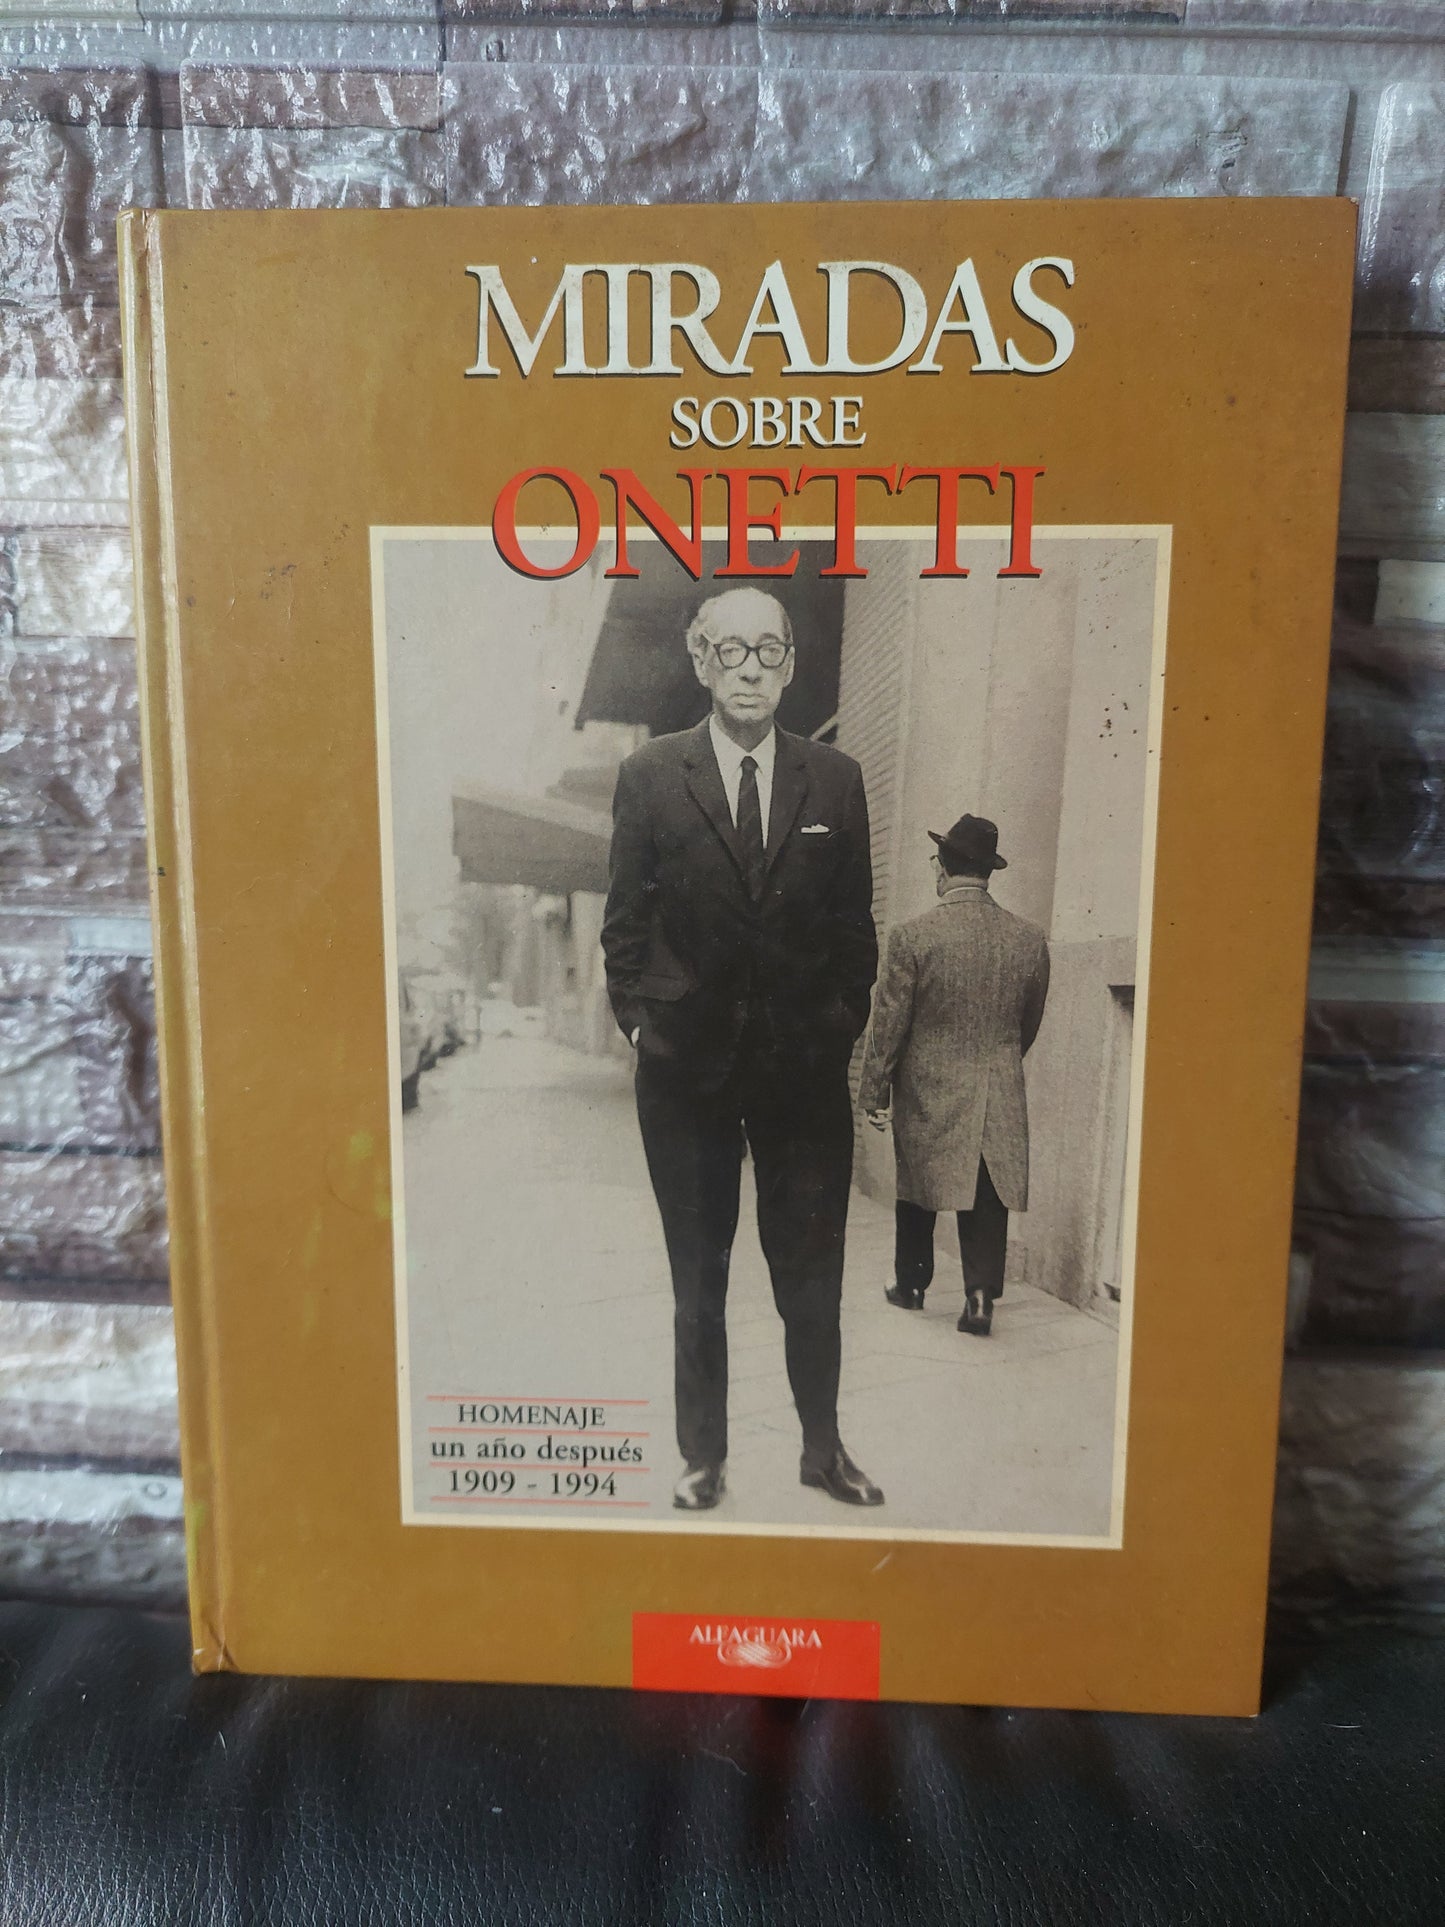 MIRADAS
SOBRE
ONETTI
HOMENAJE
un año después
1909 - 1994
ALFAGUARA